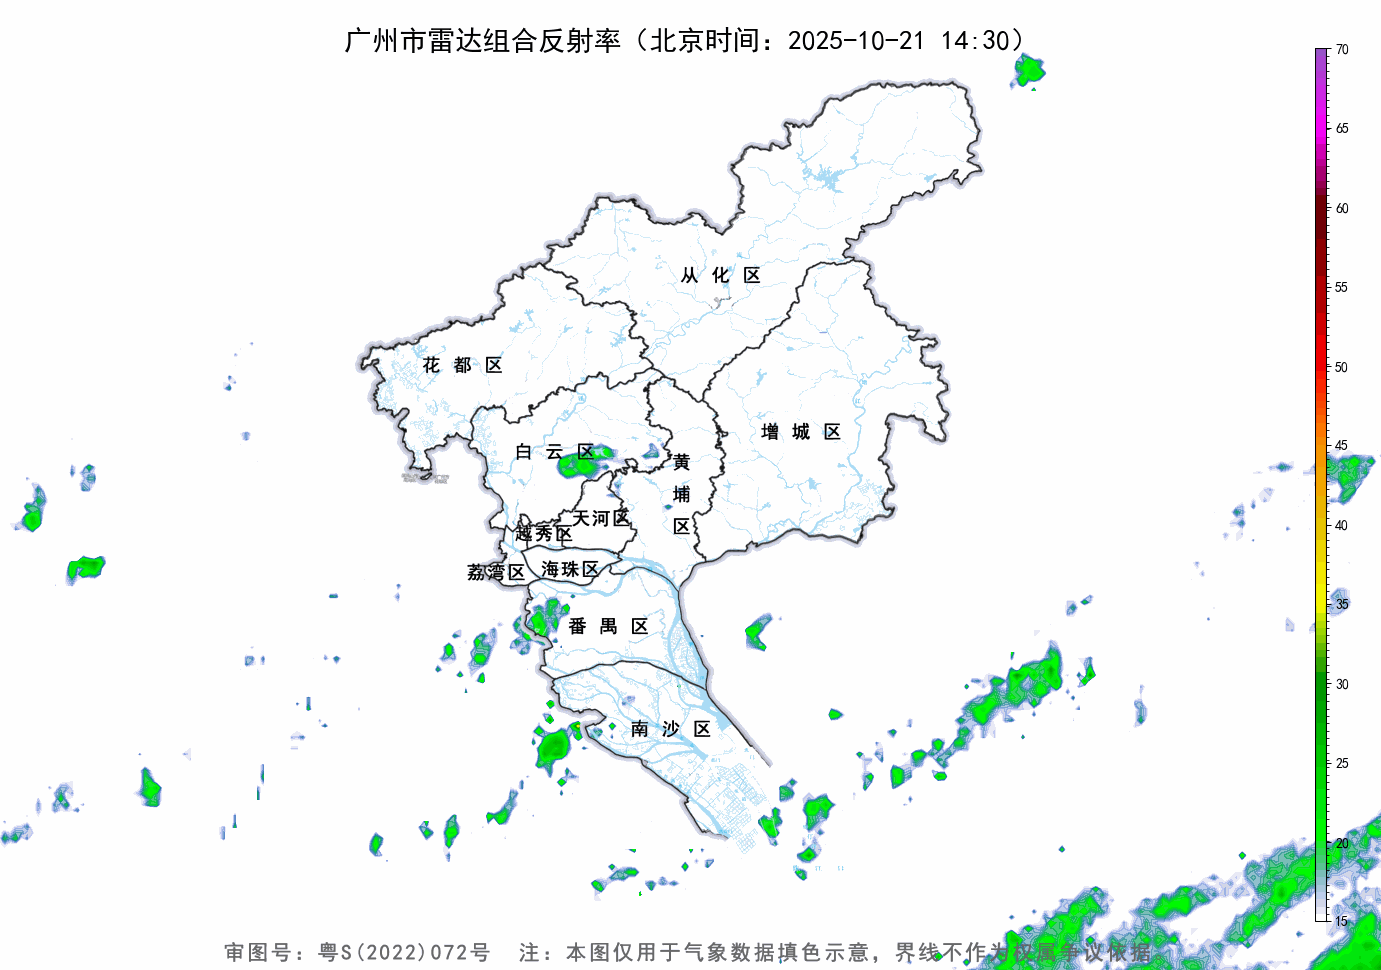 广州市雷达组合反射率（北京时间：2025-10-21 14:30）
70
65
60
55
50
45
40
35
30
25
20
15
从化区
花都区
增城区
白云区
黄埔区
天河区
越秀区
荔湾区
海珠区
番禺区
南沙区
审图号：粤S(2022)072号 注：本图仅用于气象数据填色示意，界线不作为权属争议依据